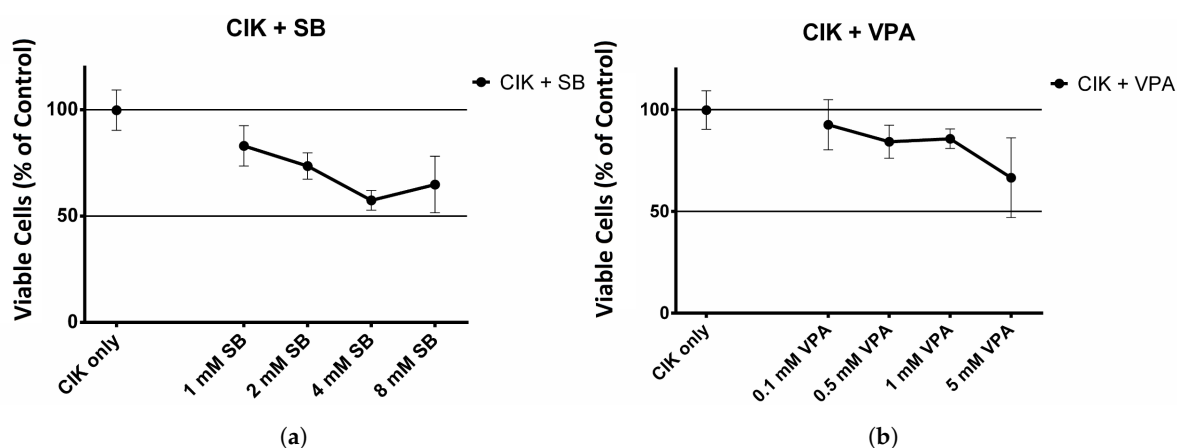 CIK + SB
Viable Cells (% of Control)
100
50
0
CIK + SB
CIK only
1 mM SB
2 mM SB
4 mM SB
8 mM SB
(a)
CIK + VPA
Viable Cells (% of Control)
100
50
0
CIK + VPA
CIK only
0.1 mM VPA
0.5 mM VPA
1 mM VPA
5 mM VPA
(b)